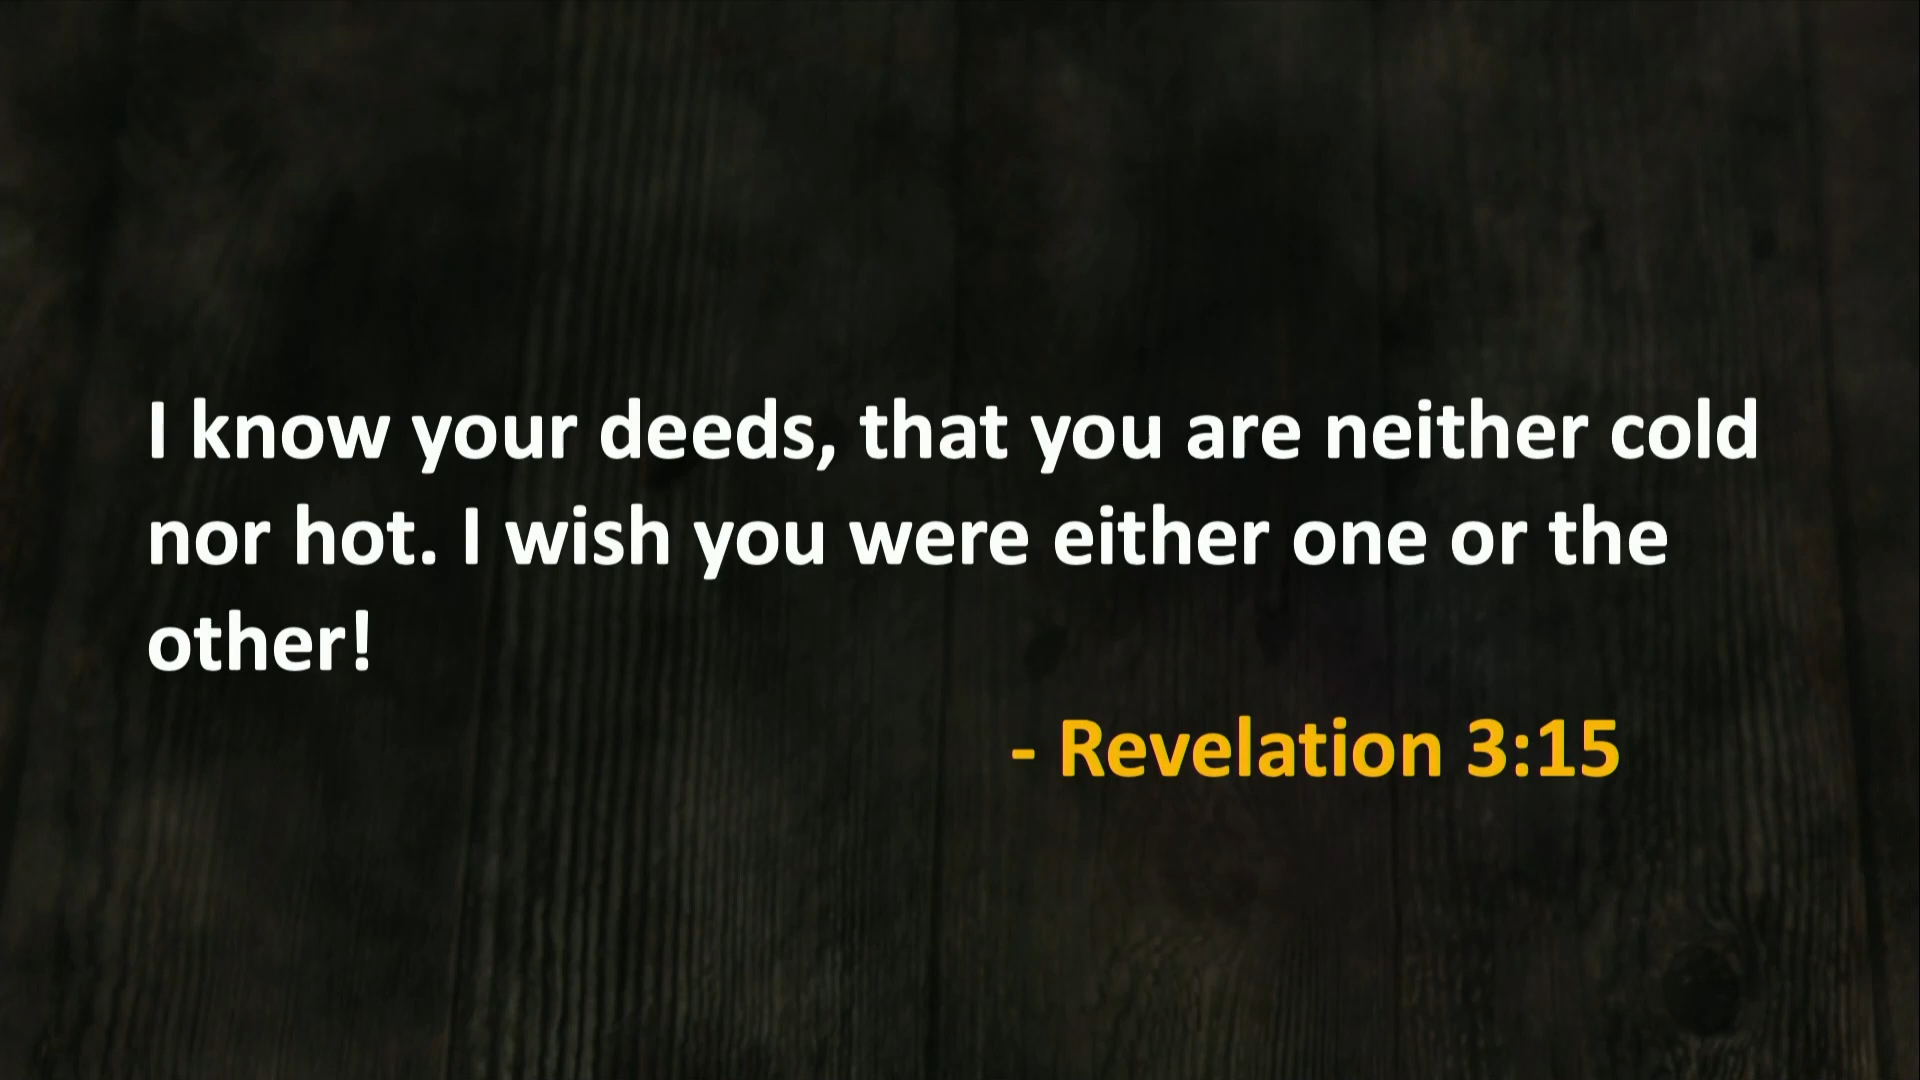 I know your deeds, that you are neither cold
nor hot. I wish you were either one or the
other!
- Revelation 3:15